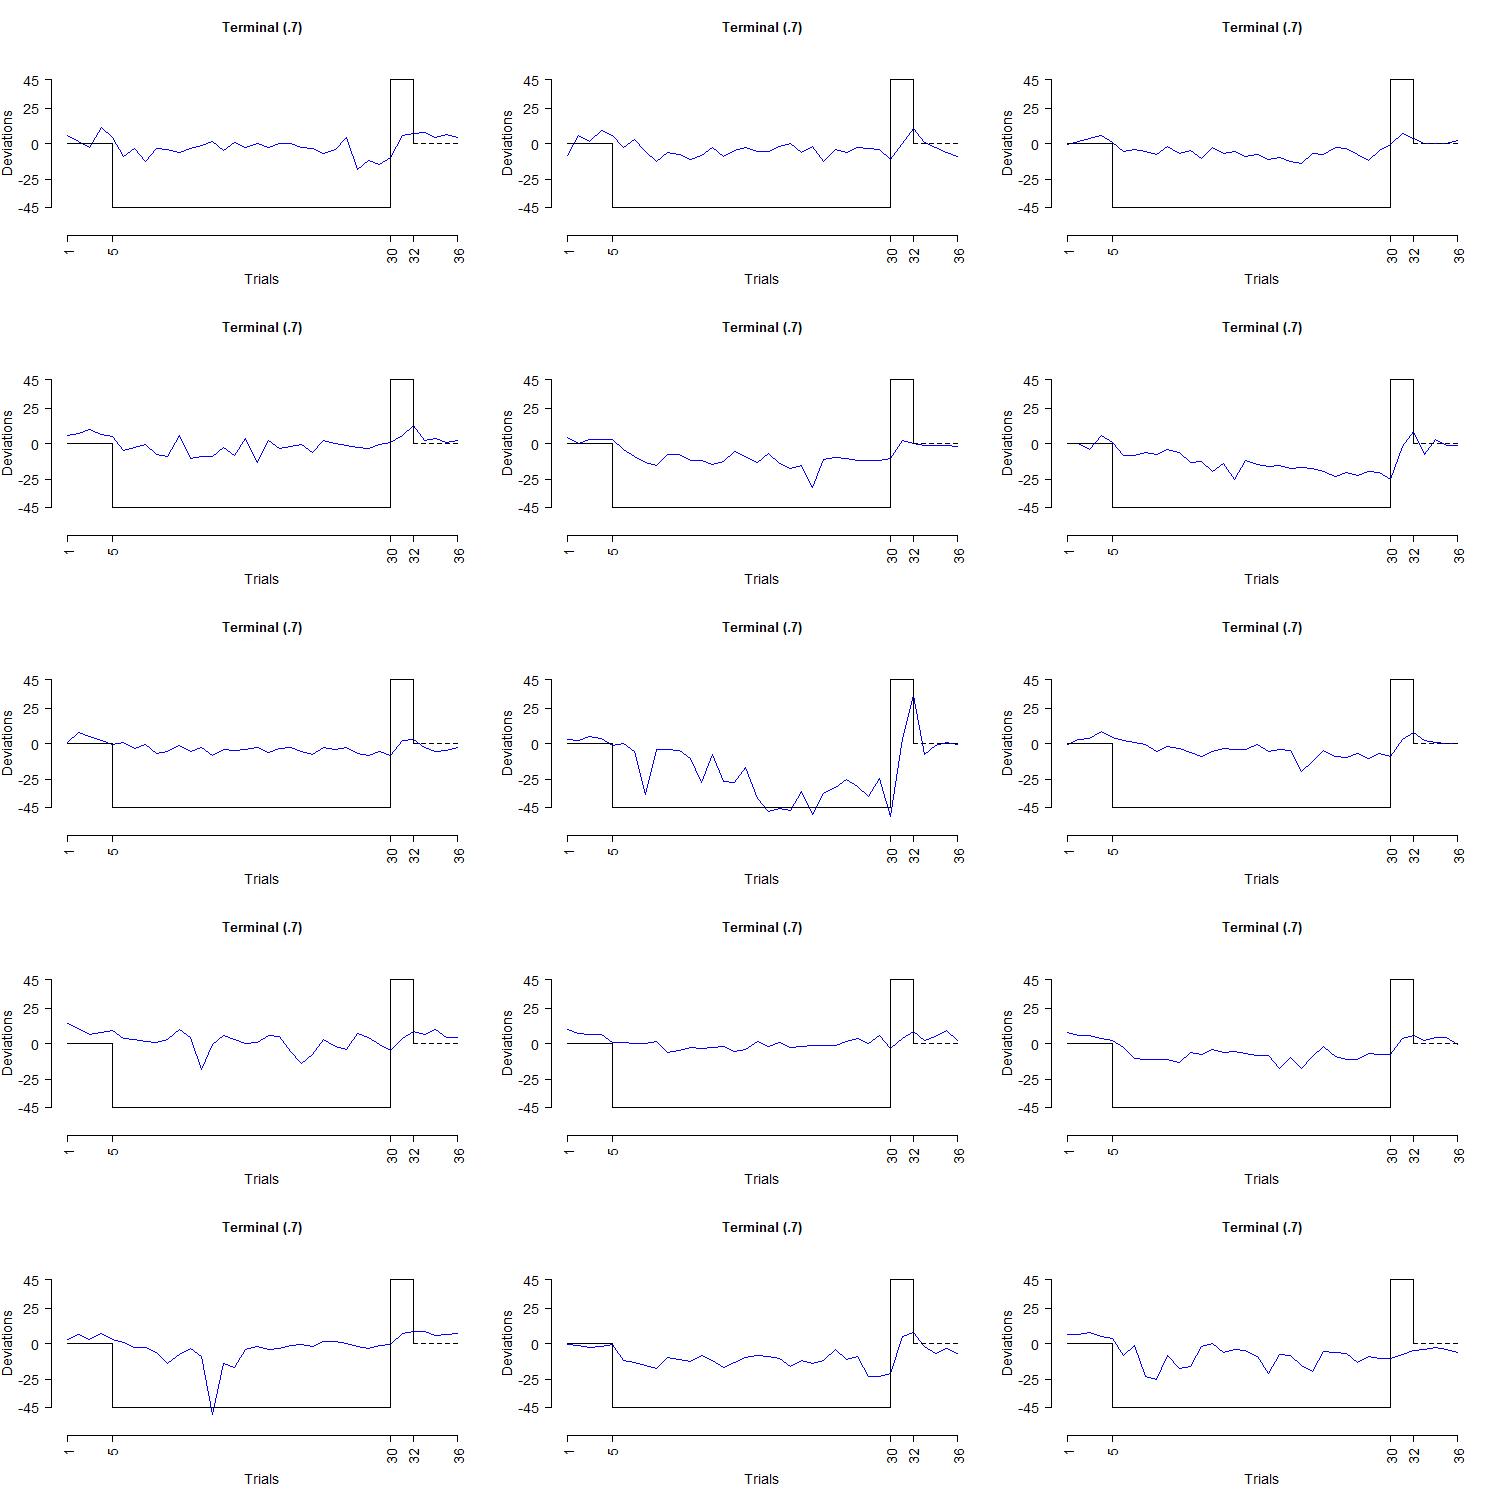 Terminal (.7) Terminal (.7) Terminal (.7)
45 45 45
25 25 25
0 0 0
-25 -25 -25
-45 -45 -45
Deviations Deviations Deviations
1 5 30 32 36 1 5 30 32 36 1 5 30 32 36
Trials Trials Trials
Terminal (.7) Terminal (.7) Terminal (.7)
45 45 45
25 25 25
0 0 0
-25 -25 -25
-45 -45 -45
Deviations Deviations Deviations
1 5 30 32 36 1 5 30 32 36 1 5 30 32 36
Trials Trials Trials
Terminal (.7) Terminal (.7) Terminal (.7)
45 45 45
25 25 25
0 0 0
-25 -25 -25
-45 -45 -45
Deviations Deviations Deviations
1 5 30 32 36 1 5 30 32 36 1 5 30 32 36
Trials Trials Trials
Terminal (.7) Terminal (.7) Terminal (.7)
45 45 45
25 25 25
0 0 0
-25 -25 -25
-45 -45 -45
Deviations Deviations Deviations
1 5 30 32 36 1 5 30 32 36 1 5 30 32 36
Trials Trials Trials
Terminal (.7) Terminal (.7) Terminal (.7)
45 45 45
25 25 25
0 0 0
-25 -25 -25
-45 -45 -45
Deviations Deviations Deviations
1 5 30 32 36 1 5 30 32 36 1 5 30 32 36
Trials Trials Trials